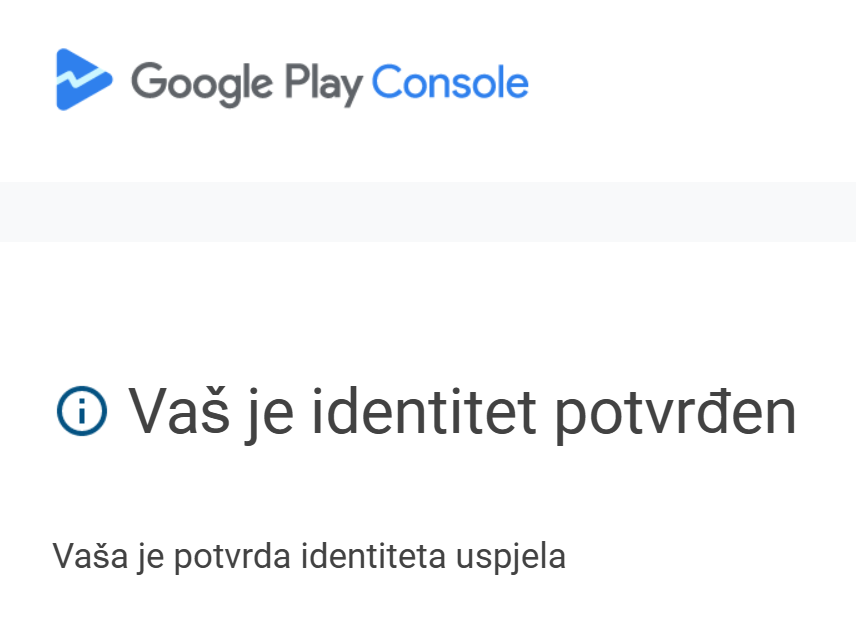 Google Play Console
Vaš je identitet potvrđen
Vaša je potvrda identiteta uspjela